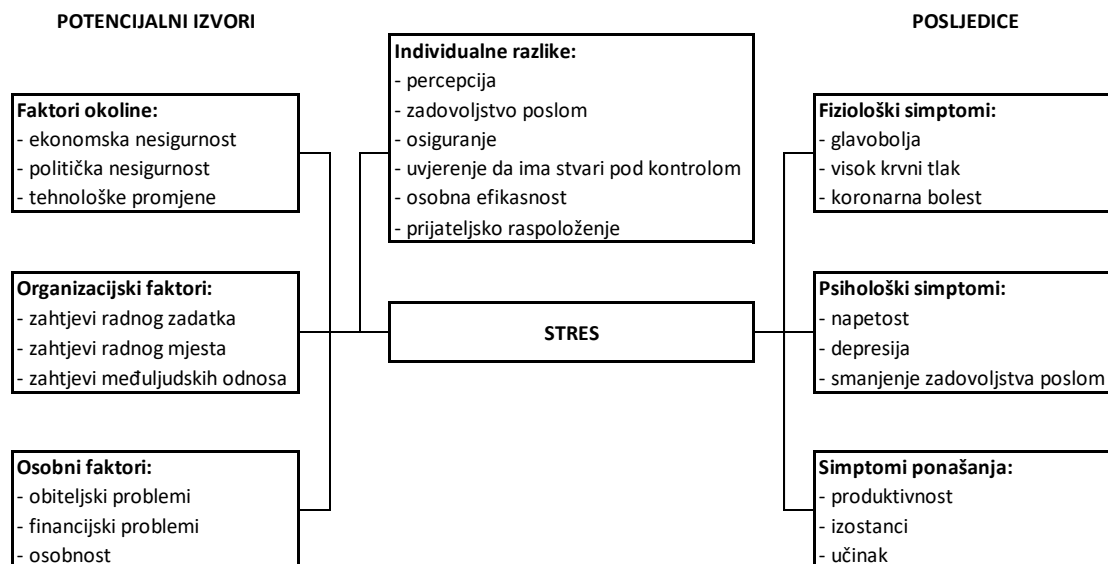 POTENCIJALNI IZVORI
Faktori okoline:
- ekonomska nesigurnost
- politička nesigurnost
- tehnološke promjene
Organizacijski faktori:
- zahtjevi radnog zadatka
- zahtjevi radnog mjesta
- zahtjevi međuljudskih odnosa
Osobni faktori:
- obiteljski problemi
- financijski problemi
- osobnost
Individualne razlike:
- percepcija
- zadovoljstvo poslom
- osiguranje
- uvjerenje da ima stvari pod kontrolom
- osobna efikasnost
- prijateljsko raspoloženje
STRES
POSLJEDICE
Fiziološki simptomi:
- glavobolja
- visok krvni tlak
- koronarna bolest
Psihološki simptomi:
- napetost
- depresija
- smanjenje zadovoljstva poslom
Simptomi ponašanja:
- produktivnost
- izostanci
- učinak